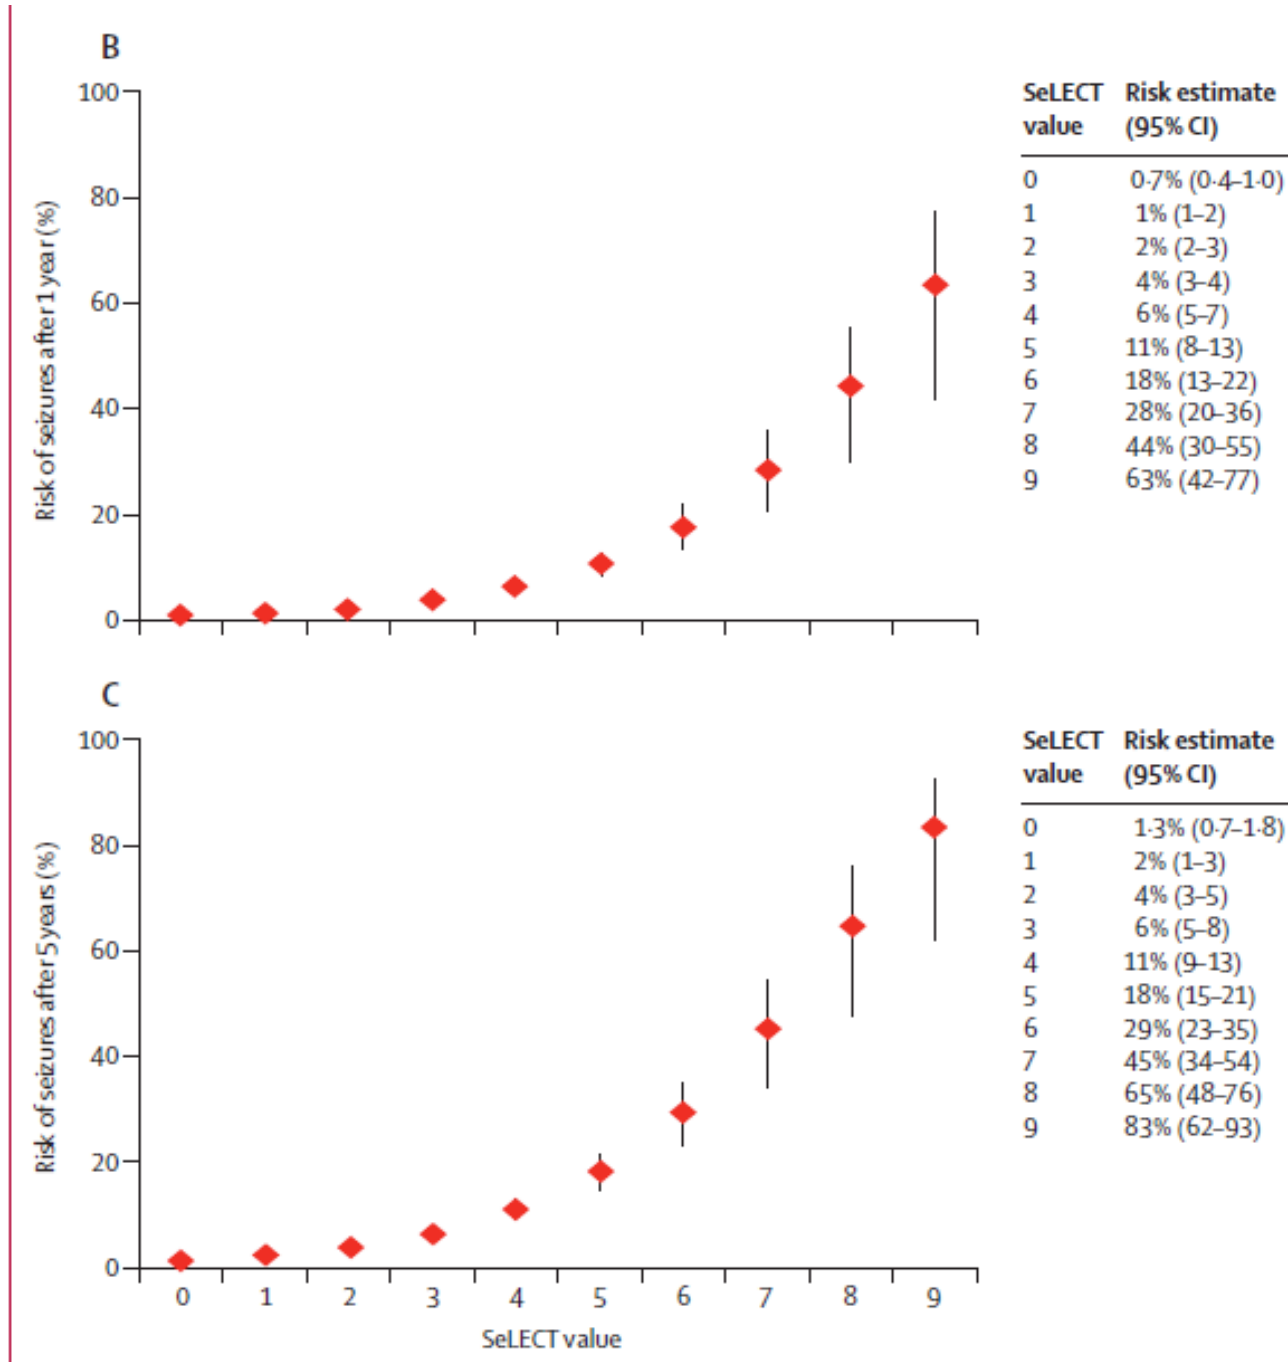 B
Risk of seizures after 1 year (%)
100
80
60
40
20
0
SeLECT value Risk estimate (95% CI)
0 0·7% (0·4–1·0)
1 1% (1–2)
2 2% (2–3)
3 4% (3–4)
4 6% (5–7)
5 11% (8–13)
6 18% (13–22)
7 28% (20–36)
8 44% (30–55)
9 63% (42–77)
C
Risk of seizures after 5 years (%)
100
80
60
40
20
0
0 1 2 3 4 5 6 7 8 9
SeLECT value
SeLECT value Risk estimate (95% CI)
0 1·3% (0·7–1·8)
1 2% (1–3)
2 4% (3–5)
3 6% (5–8)
4 11% (9–13)
5 18% (15–21)
6 29% (23–35)
7 45% (34–54)
8 65% (48–76)
9 83% (62–93)